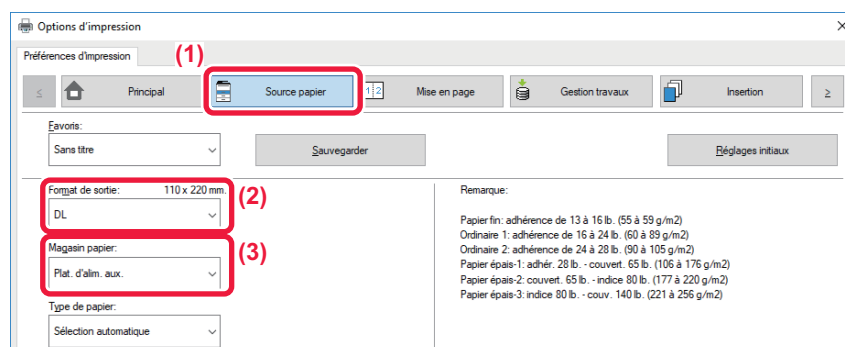 Options d'impression
Préférences d'impression
(1)
Principal
Source papier
1 2
Mise en page
Gestion travaux
Insertion
Favoris:
Sans titre
Sauvegarder
Réglages initiaux
Format de sortie: 110 x 220 mm.
DL
(2)
Magasin papier:
Plat. d'alim. aux.
(3)
Type de papier:
Sélection automatique
Remarque:
Papier fin: adhérence de 13 à 16 lb. (55 à 59 g/m2)
Ordinaire 1: adhérence de 16 à 24 lb. (60 à 89 g/m2)
Ordinaire 2: adhérence de 24 à 28 lb. (90 à 105 g/m2)
Papier épais-1: adhér. 28 lb. - couvert. 65 lb. (106 à 176 g/m2)
Papier épais-2: couvert. 65 lb. - indice 80 lb. (177 à 220 g/m2)
Papier épais-3: indice 80 lb. - couv. 140 lb. (221 à 256 g/m2)